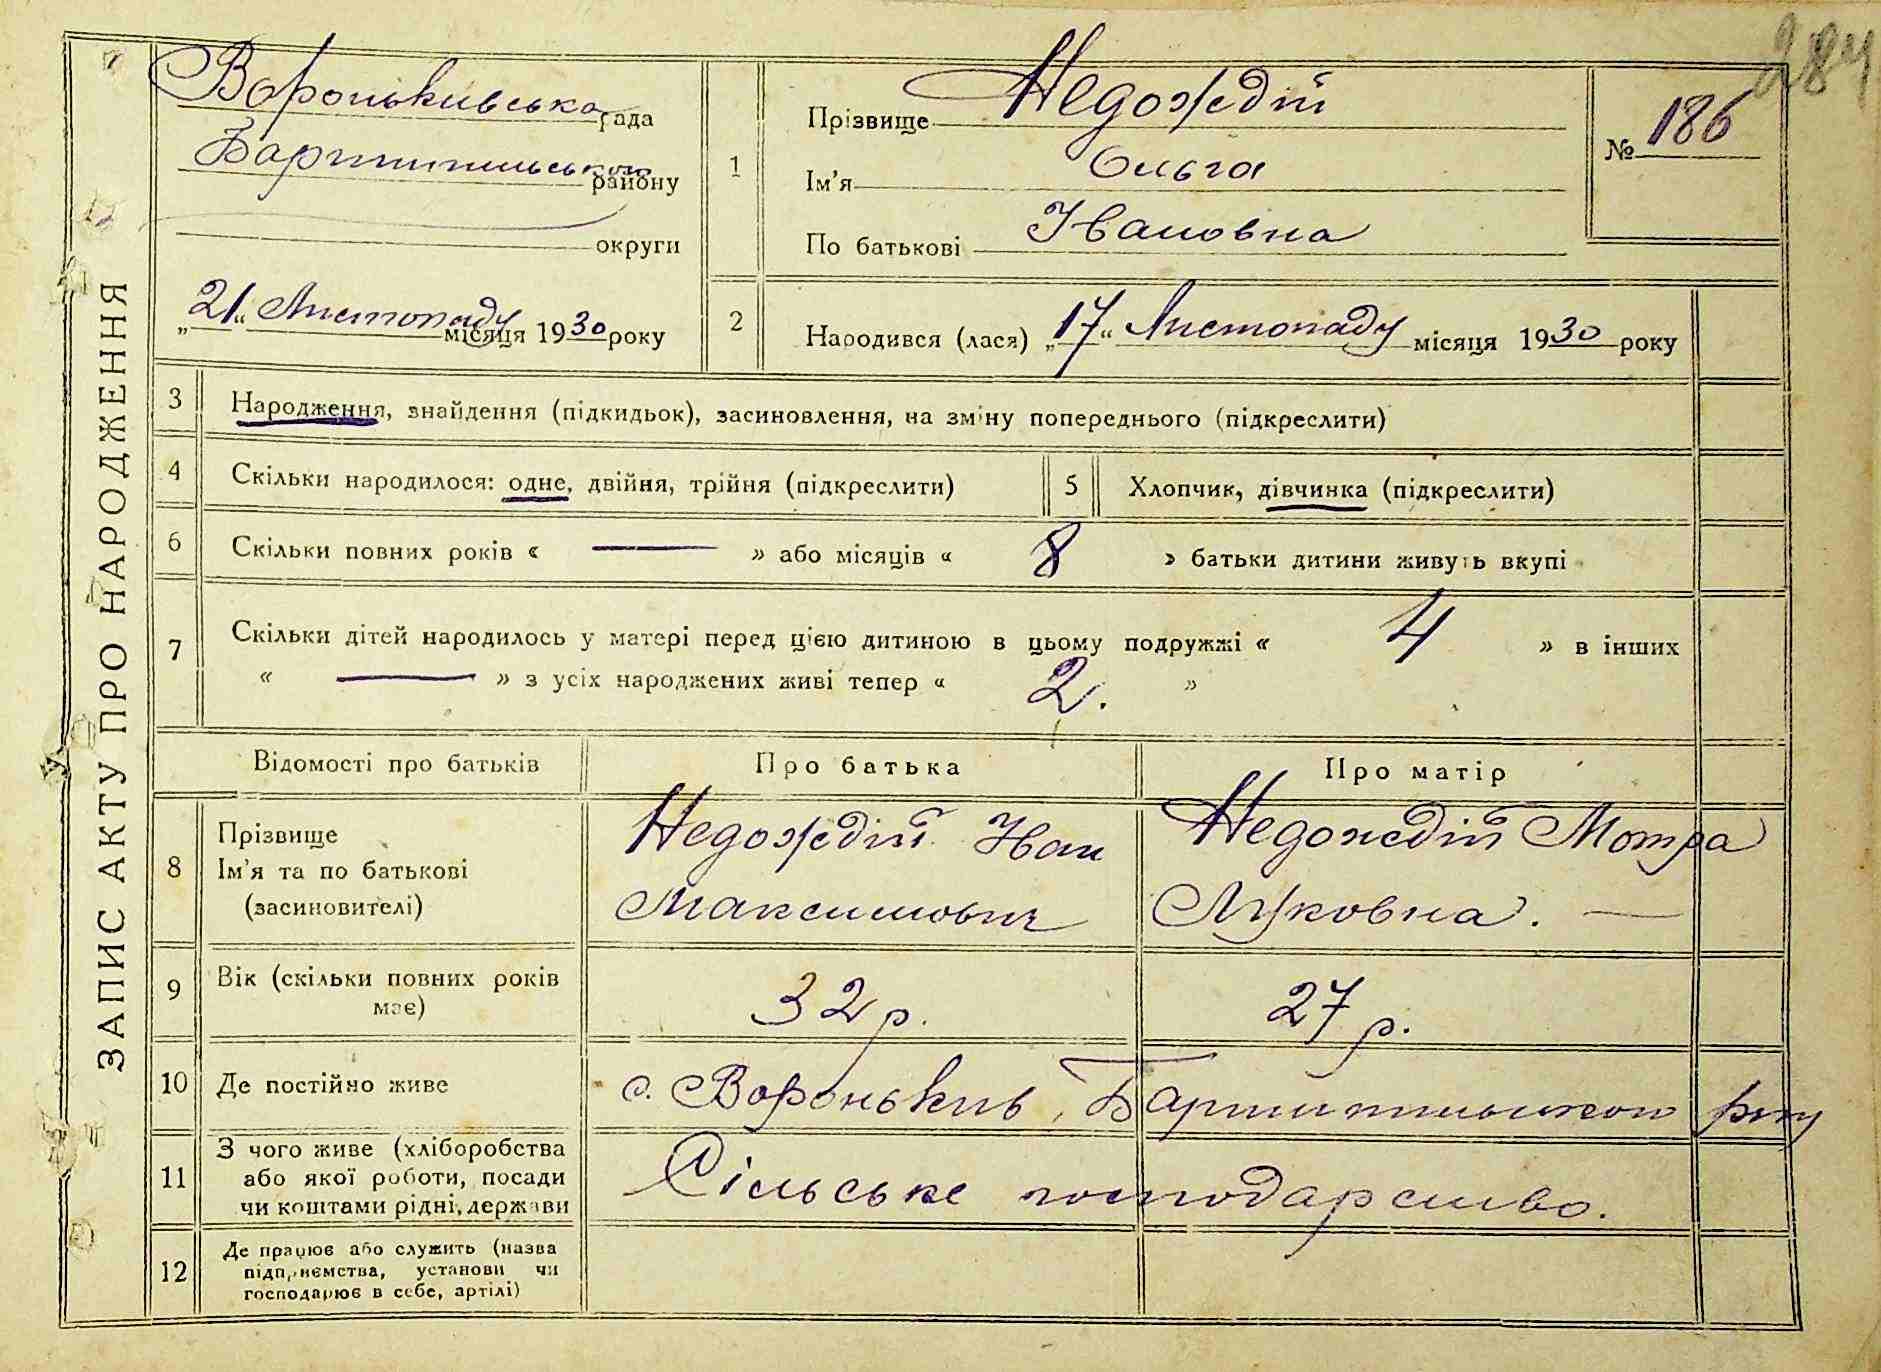 284
ЗАПИС АКТУ ПРО НАРОДЖЕННЯ
Вороньківська рада
Бориспільського району
округи
„21“ Листопаду місяця 1930 року
1
Прізвище Недождій
Ім'я Ольга
По батькові Івановна
№ 186
2
Народився (лася) „17“ Листопаду місяця 1930 року
3 Народження, знайдення (підкидьок), засиновлення, на зміну попереднього (підкреслити)
4 Скільки народилося: одне, двійня, трійня (підкреслити) 5 Хлопчик, дівчинка (підкреслити)
6 Скільки повних років « — » або місяців « 8 » батьки дитини живуть вкупі
7 Скільки дітей народилось у матері перед цією дитиною в цьому подружжі « 4 » в інших
« — » з усіх народжених живі тепер « 2. »
Відомості про батьків Про батька Про матір
8 Прізвище
Ім'я та по батькові
(засиновителі)
Недождій Іван
Максимович
Недождій Мотра
Луковна. —
9 Вік (скільки повних років
має)
32 р. 27 р.
10 Де постійно живе с. Вороньків, Бориспільського р-ну
11 З чого живе (хліборобства
або якої роботи, посади
чи коштами рідні, держави
Сільське господарство.
12 Де працює або служить (назва
підприємства, установи чи
господарює в себе, артілі)